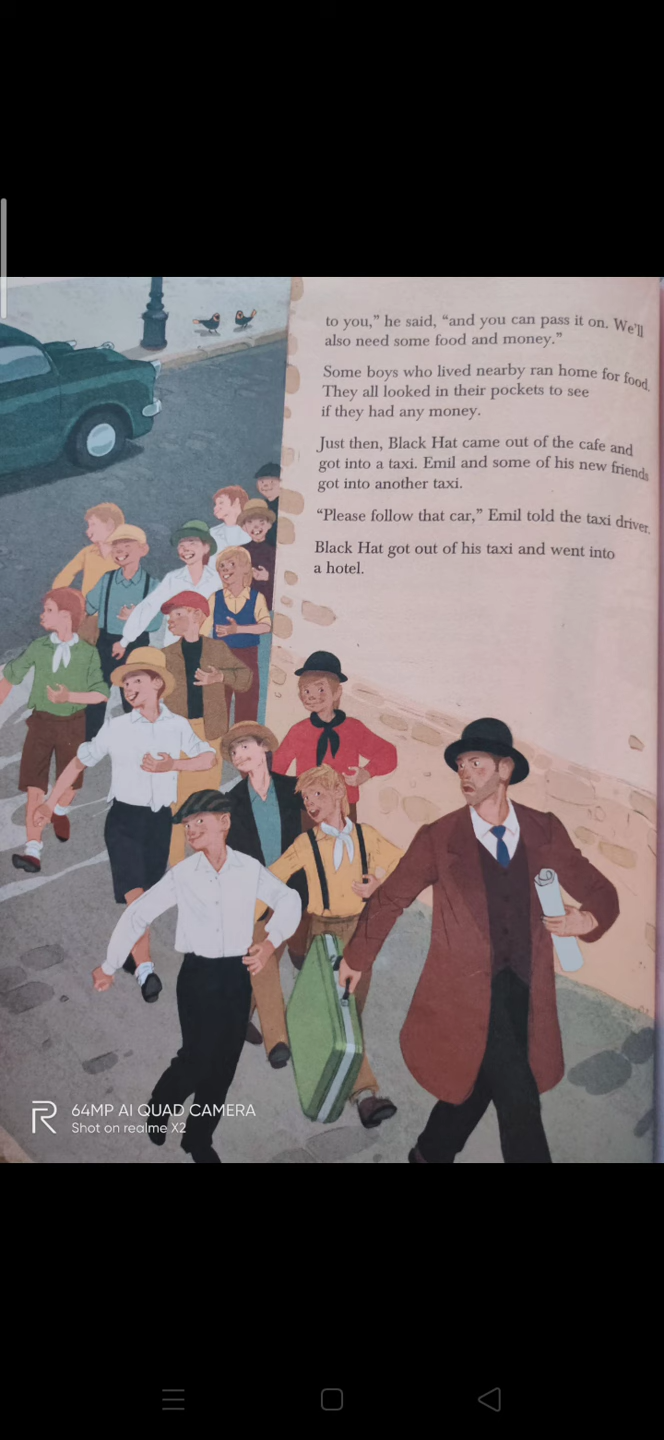 to you,” he said, “and you can pass it on. We’ll
also need some food and money.”
Some boys who lived nearby ran home for food.
They all looked in their pockets to see
if they had any money.
Just then, Black Hat came out of the cafe and
got into a taxi. Emil and some of his new friends
got into another taxi.
“Please follow that car,” Emil told the taxi driver.
Black Hat got out of his taxi and went into
a hotel.
R
64MP AI QUAD CAMERA
Shot on realme X2